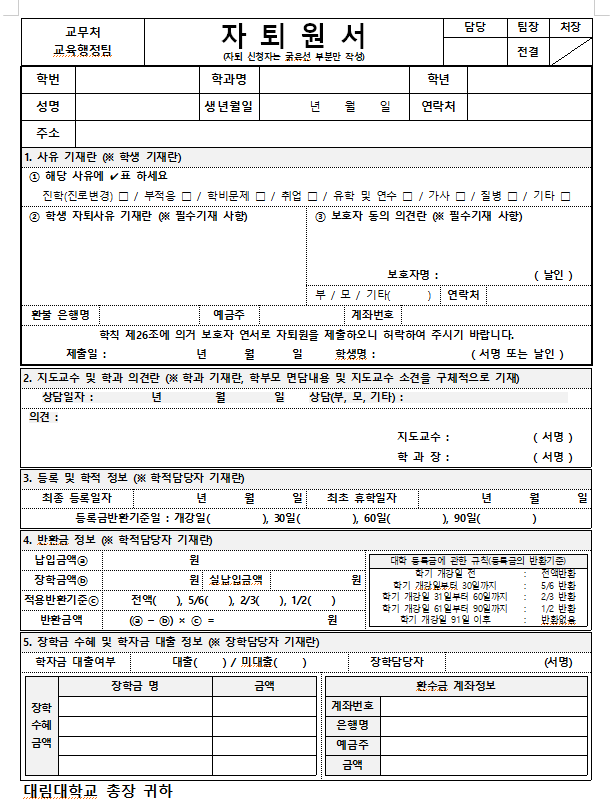 교무처
교육행정팀
자 퇴 원 서
(자퇴 신청자는 굵유선 부분만 작성)
담당 팀장 처장
전결
학번 학과명 학년
성명 생년월일 년 월 일 연락처
주소
1. 사유 기재란 (※ 학생 기재란)
① 해당 사유에 ✔표 하세요
진학(진로변경) □ / 부적응 □ / 학비문제 □ / 취업 □ / 유학 및 연수 □ / 가사 □ / 질병 □ / 기타 □
② 학생 자퇴사유 기재란 (※ 필수기재 사항) ③ 보호자 동의 의견란 (※ 필수기재 사항)
보호자명 : ( 날인 )
부 / 모 / 기타( ) 연락처
환불 은행명 예금주 계좌번호
학칙 제26조에 의거 보호자 연서로 자퇴원을 제출하오니 허락하여 주시기 바랍니다.
제출일 : 년 월 일 학생명 : ( 서명 또는 날인 )
2. 지도교수 및 학과 의견란 (※ 학과 기재란, 학부모 면담내용 및 지도교수 소견을 구체적으로 기재)
상담일자 : 년 월 일 상담(부, 모, 기타) :
의견 :
지도교수 : ( 서명 )
학 과 장 : ( 서명 )
3. 등록 및 학적 정보 (※ 학적담당자 기재란)
최종 등록일자 년 월 일 최초 휴학일자 년 월 일
등록금반환기준일 : 개강일( ), 30일( ), 60일( ), 90일( )
4. 반환금 정보 (※ 학적담당자 기재란)
납입금액ⓐ 원
장학금액ⓑ 원 실납입금액 원
적용반환기준ⓒ 전액( ), 5/6( ), 2/3( ), 1/2( )
반환금액 (ⓐ − ⓑ) × ⓒ = 원
대학 등록금에 관한 규칙(등록금의 반환기준)
학기 개강일 전 : 전액반환
학기 개강일부터 30일까지 : 5/6 반환
학기 개강일 31일부터 60일까지 : 2/3 반환
학기 개강일 61일부터 90일까지 : 1/2 반환
학기 개강일 91일 이후 : 반환없음
5. 장학금 수혜 및 학자금 대출 정보 (※ 장학담당자 기재란)
학자금 대출여부 대출( ) / 미대출( ) 장학담당자 (서명)
장학
수혜
금액
장학금 명 금액
환수금 계좌정보
계좌번호
은행명
예금주
금액
대림대학교 총장 귀하